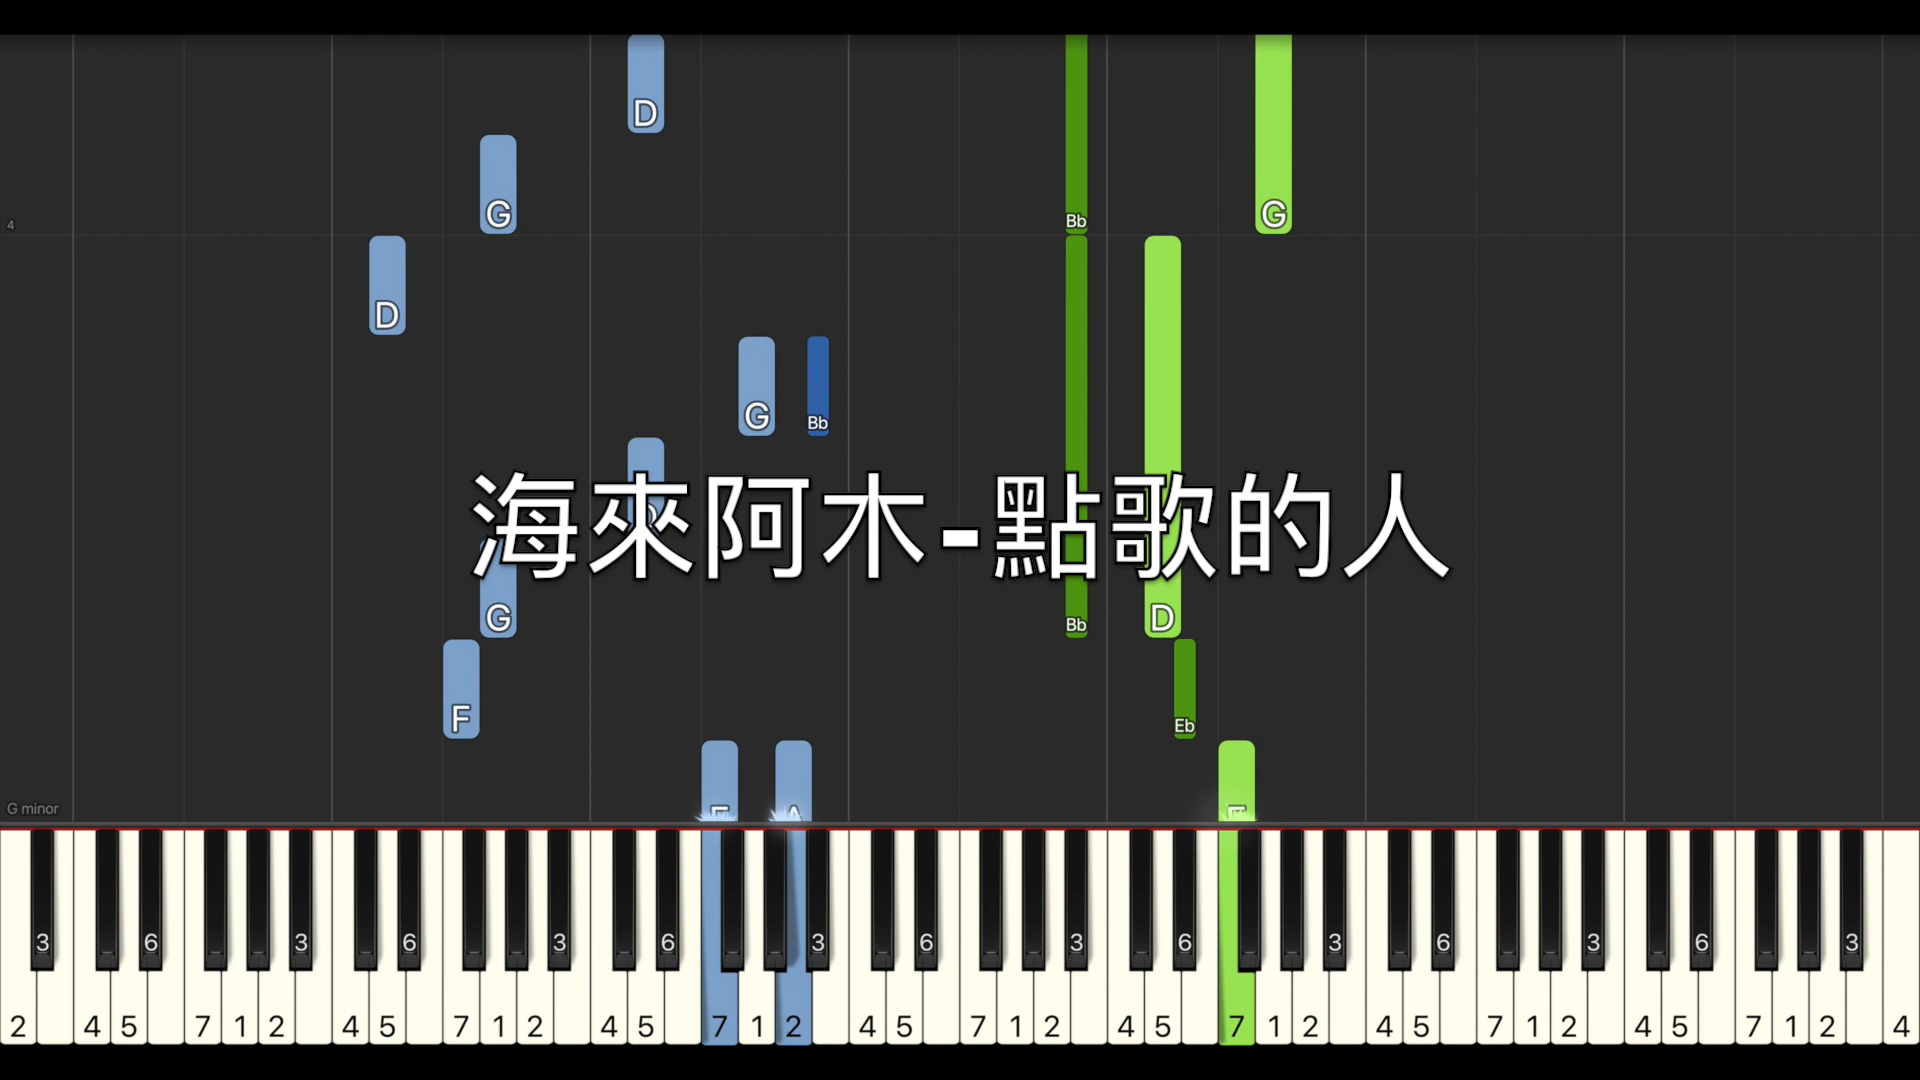 D
G
4 Bb G
D
G Bb
海來阿木-點歌的人
G Bb D
F Eb
G minor F A F
3 6 3 6 3 6 3 6 3 6 3 6 3 6 3
2 4 5 7 1 2 4 5 7 1 2 4 5 7 1 2 4 5 7 1 2 4 5 7 1 2 4 5 7 1 2 4 5 7 1 2 4